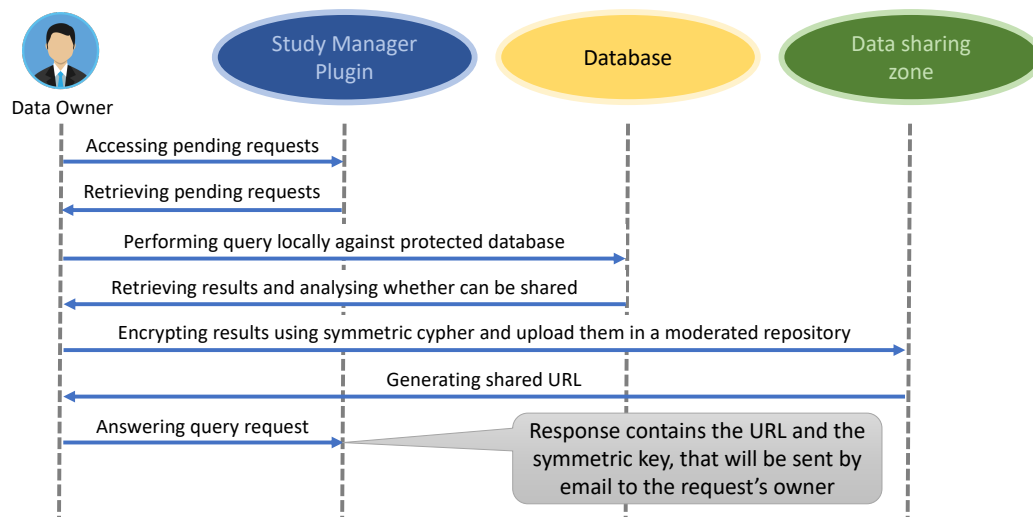 Study Manager
Plugin
Database
Data sharing
zone
Data Owner
Accessing pending requests
Retrieving pending requests
Performing query locally against protected database
Retrieving results and analysing whether can be shared
Encrypting results using symmetric cypher and upload them in a moderated repository
Generating shared URL
Answering query request
Response contains the URL and the
symmetric key, that will be sent by
email to the request's owner